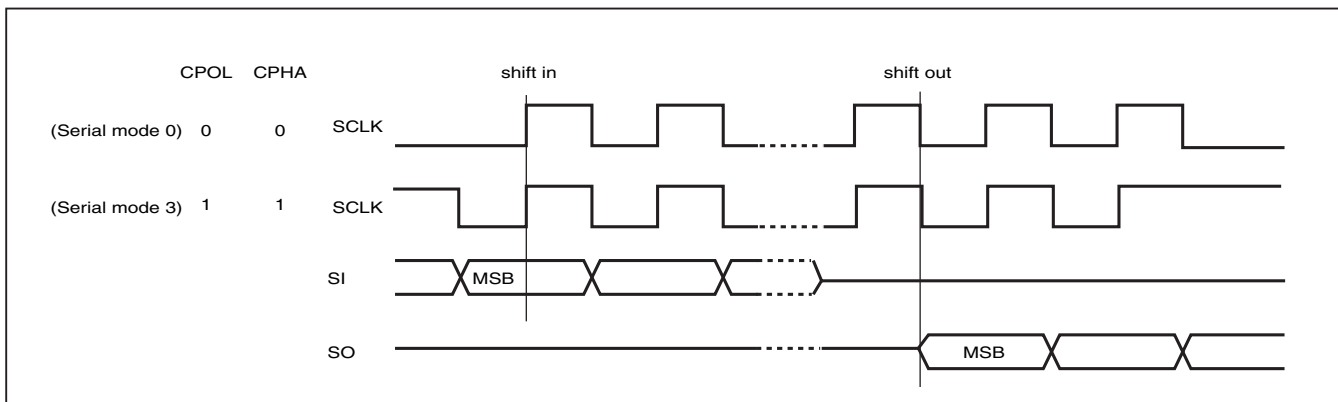 CPOL CPHA shift in shift out
(Serial mode 0) 0 0 SCLK
(Serial mode 3) 1 1 SCLK
SI MSB
SO MSB